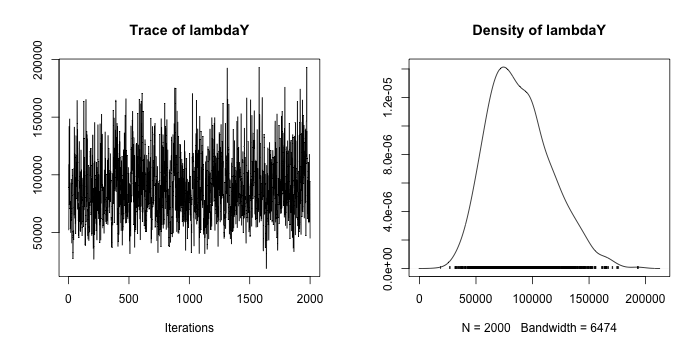 Trace of lambdaY
200000
150000
100000
50000
0
500
1000
1500
2000
Iterations
Density of lambdaY
1.2e-05
8.0e-06
4.0e-06
0.0e+00
0
50000
100000
150000
200000
N = 2000 Bandwidth = 6474